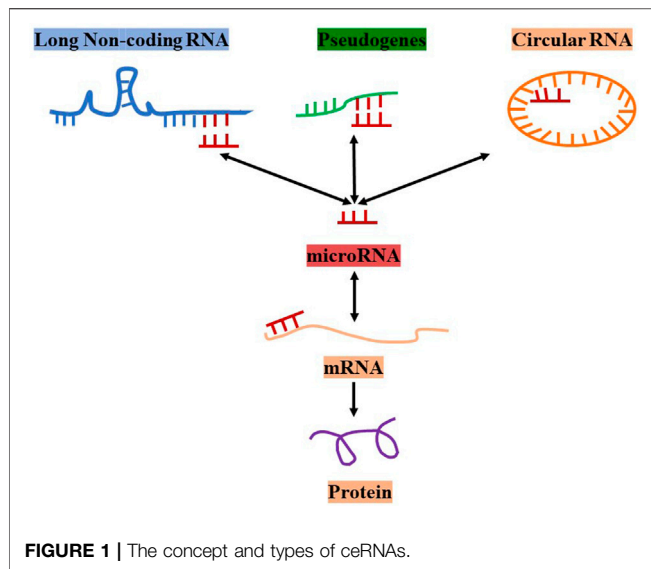 Long Non-coding RNA
Pseudogenes
Circular RNA
microRNA
mRNA
Protein
FIGURE 1 | The concept and types of ceRNAs.